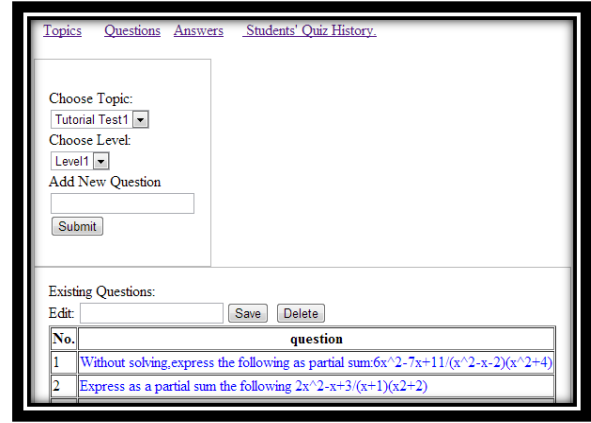 Topics Questions Answers Students' Quiz History.
Choose Topic:
Tutorial Test1
Choose Level:
Level1
Add New Question
Submit
Existing Questions:
Edit: Save Delete
No. question
1 Without solving,express the following as partial sum:6x^2-7x+11/(x^2-x-2)(x^2+4)
2 Express as a partial sum the following 2x^2-x+3/(x+1)(x2+2)